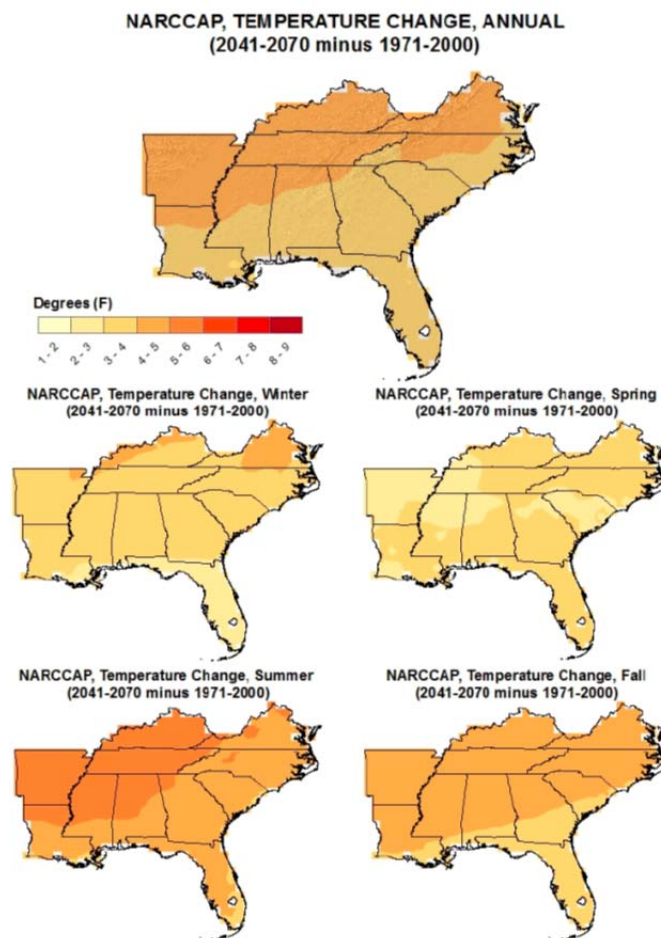 NARCCAP, TEMPERATURE CHANGE, ANNUAL
(2041-2070 minus 1971-2000)
Degrees (F)
1 - 2
2 - 3
3 - 4
4 - 5
5 - 6
6 - 7
7 - 8
8 - 9
NARCCAP, Temperature Change, Winter
(2041-2070 minus 1971-2000)
NARCCAP, Temperature Change, Spring
(2041-2070 minus 1971-2000)
NARCCAP, Temperature Change, Summer
(2041-2070 minus 1971-2000)
NARCCAP, Temperature Change, Fall
(2041-2070 minus 1971-2000)